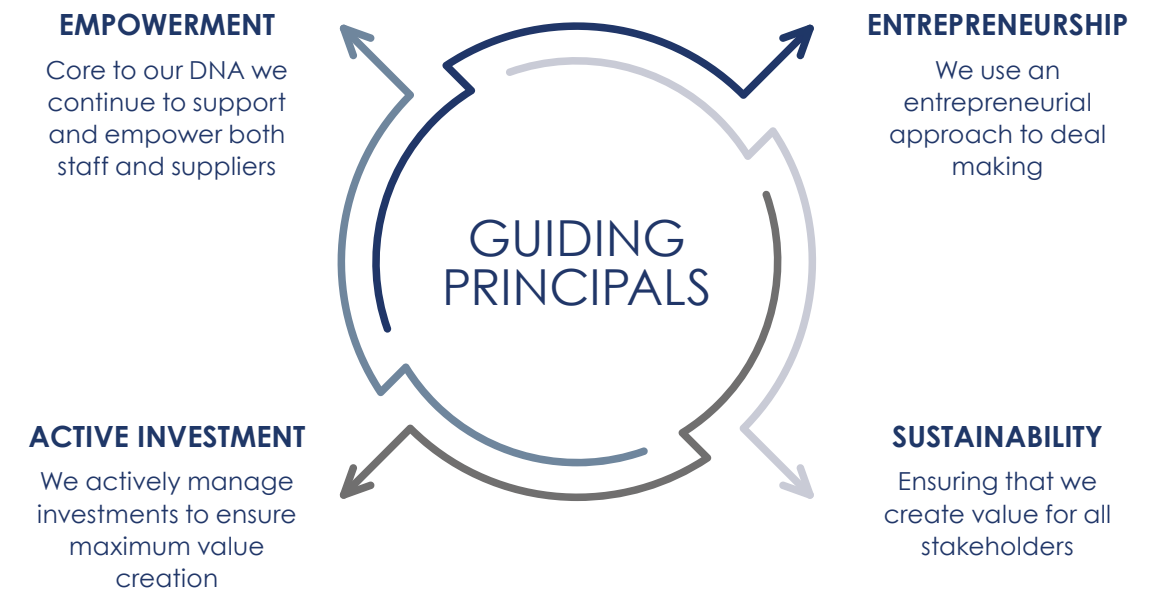 EMPOWERMENT
Core to our DNA we
continue to support
and empower both
staff and suppliers
ENTREPRENEURSHIP
We use an
entrepreneurial
approach to deal
making
GUIDING
PRINCIPALS
ACTIVE INVESTMENT
We actively manage
investments to ensure
maximum value
creation
SUSTAINABILITY
Ensuring that we
create value for all
stakeholders